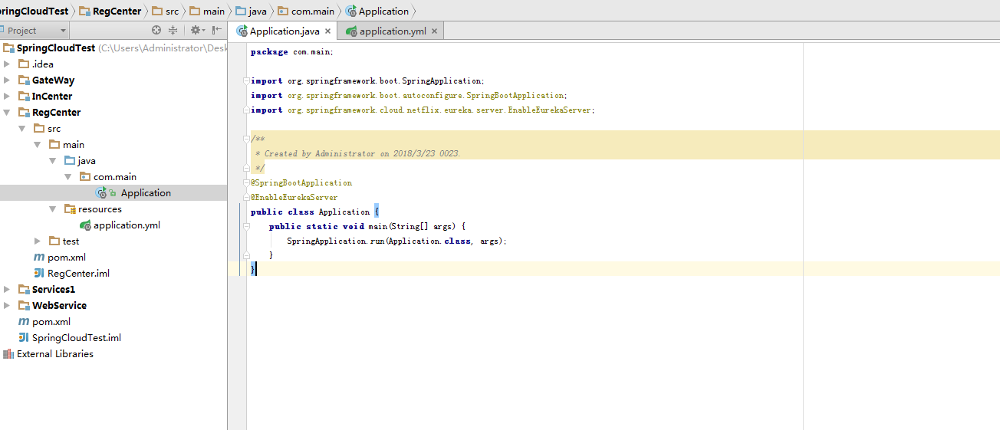 pringCloudTest RegCenter src main java com.main Application
Project
Application.java application.yml
SpringCloudTest (C:\Users\Administrator\Desk
.idea
GateWay
InCenter
RegCenter
src
main
java
com.main
Application
resources
application.yml
test
pom.xml
RegCenter.iml
Services1
WebService
pom.xml
SpringCloudTest.iml
External Libraries
package com.main;
import org.springframework.boot.SpringApplication;
import org.springframework.boot.autoconfigure.SpringBootApplication;
import org.springframework.cloud.netflix.eureka.server.EnableEurekaServer;
/**
* Created by Administrator on 2018/3/23 0023.
*/
@SpringBootApplication
@EnableEurekaServer
public class Application {
public static void main(String[] args) {
SpringApplication.run(Application.class, args);
}
}